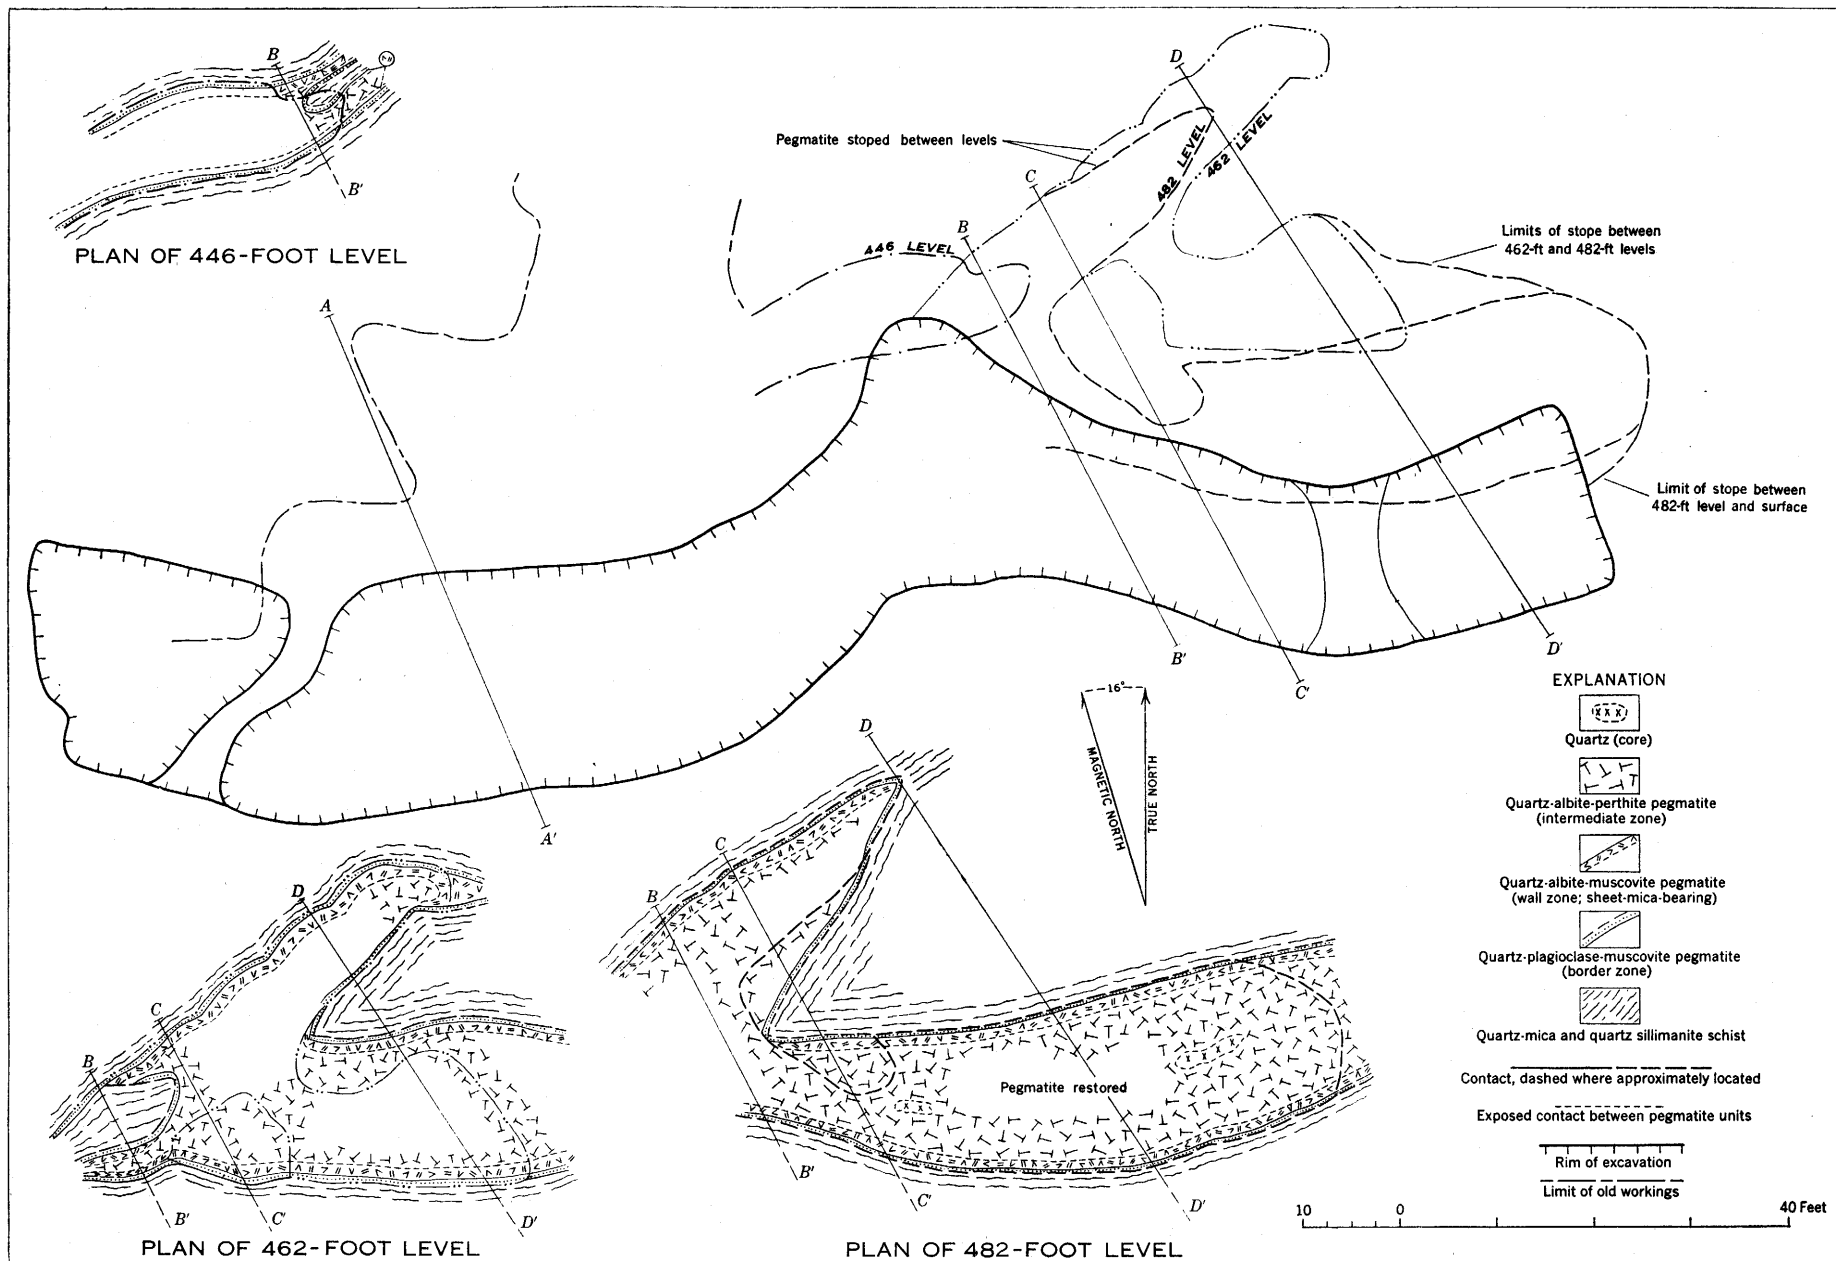 B
B'
PLAN OF 446-FOOT LEVEL
D
Pegmatite stoped between levels
482 LEVEL
462 LEVEL
C
B
446 LEVEL
Limits of stope between
462-ft and 482-ft levels
A
Limit of stope between
482-ft level and surface
B'
C'
D'
A'
16°
MAGNETIC NORTH
TRUE NORTH
EXPLANATION
x x x
Quartz (core)
Quartz-albite-perthite pegmatite
(intermediate zone)
Quartz-albite-muscovite pegmatite
(wall zone; sheet-mica-bearing)
Quartz-plagioclase-muscovite pegmatite
(border zone)
Quartz-mica and quartz sillimanite schist
Contact, dashed where approximately located
Exposed contact between pegmatite units
Rim of excavation
Limit of old workings
10 0 40 Feet
D
C
B
B'
C'
D'
PLAN OF 462-FOOT LEVEL
D
C
B
Pegmatite restored
x x x
x x
B'
C'
D'
PLAN OF 482-FOOT LEVEL